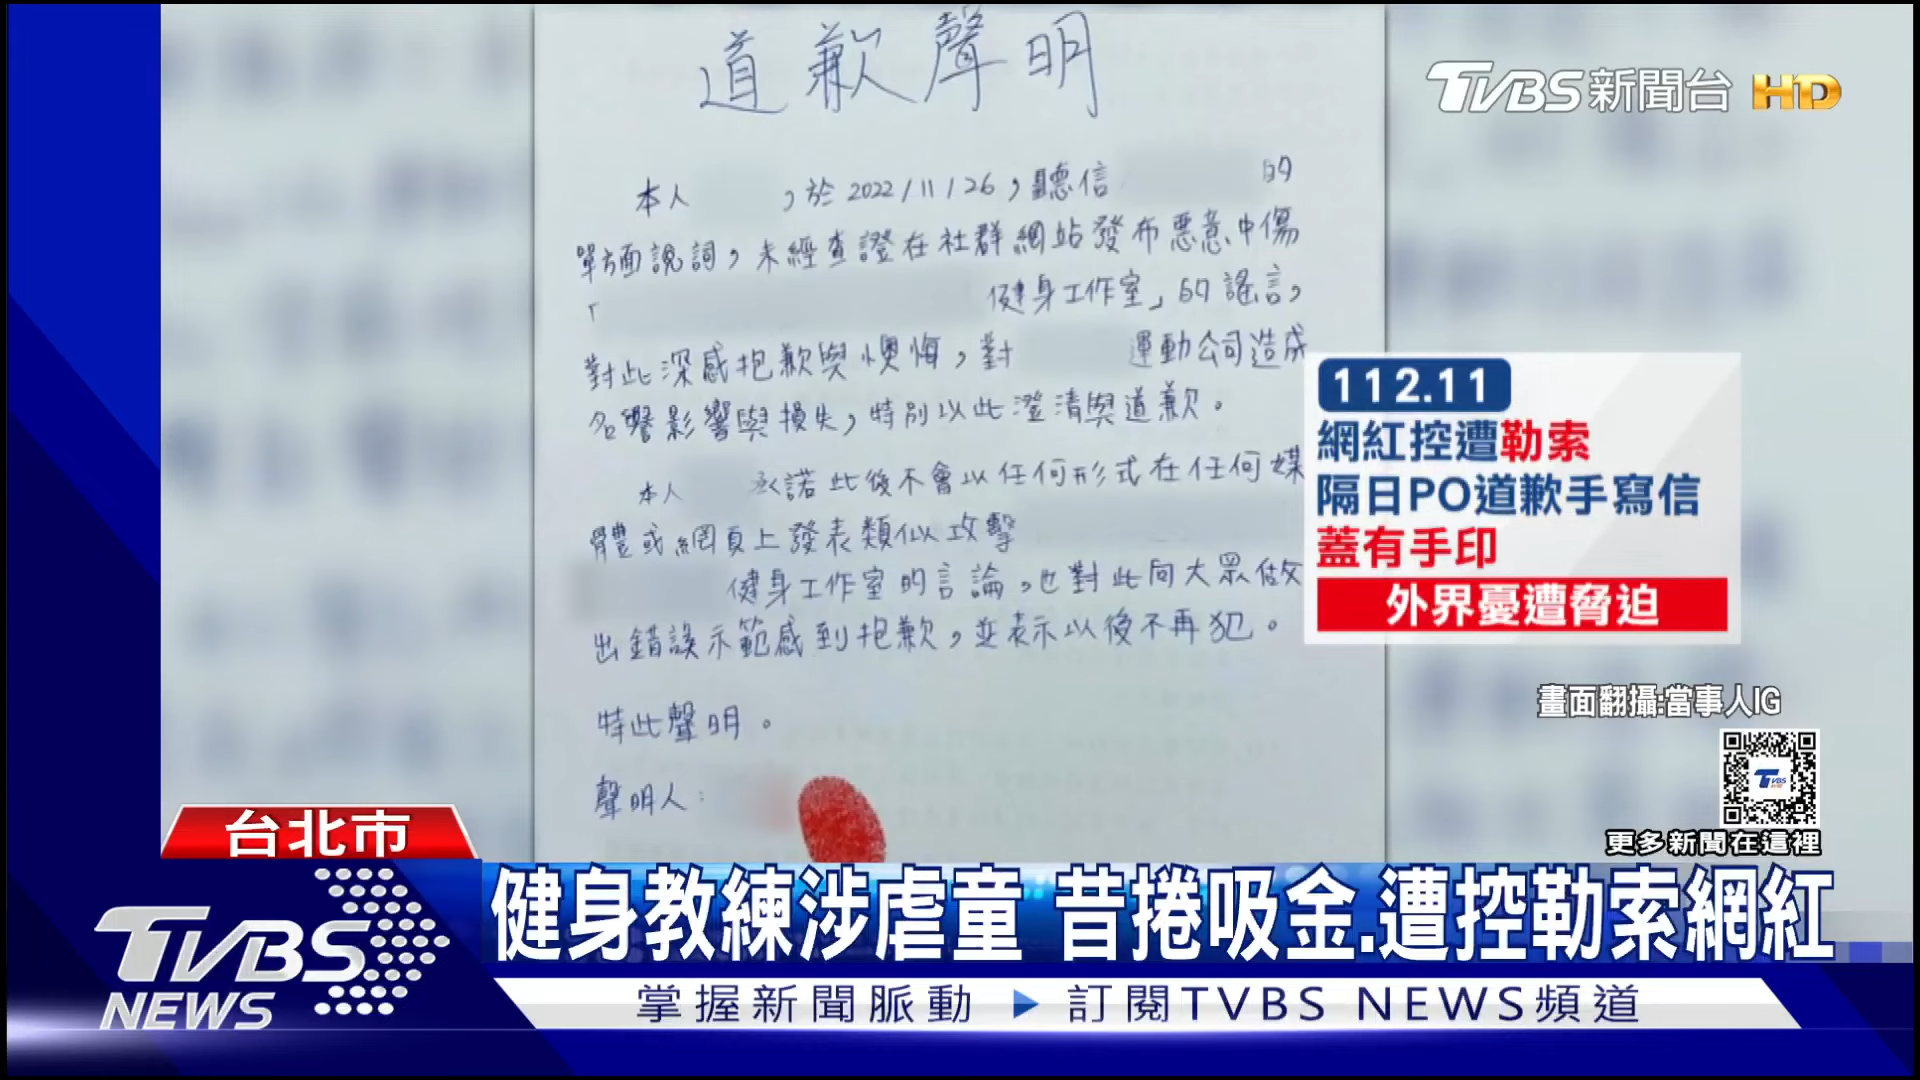 道歉聲明
本人 ，於2022/11/26，聽信 的
單方面說詞，未經查證在社群網站發布惡意中傷
「 健身工作室」的謠言，
對此深感抱歉與懊悔，對 運動公司造成
名譽影響與損失，特別以此澄清與道歉。
本人 承諾此後不會以任何形式在任何媒
體或網頁上發表類似攻擊
健身工作室的言論，也對此向大眾做
出錯誤示範感到抱歉，並表示以後不再犯。
特此聲明。
聲明人：
TVBS新聞台 HD
112.11
網紅控遭勒索
隔日PO道歉手寫信
蓋有手印
外界憂遭脅迫
畫面翻攝:當事人IG
TVBS
更多新聞在這裡
台北市
健身教練涉虐童 昔捲吸金.遭控勒索網紅
TVBS
NEWS
掌握新聞脈動 ▶ 訂閱TVBS NEWS頻道